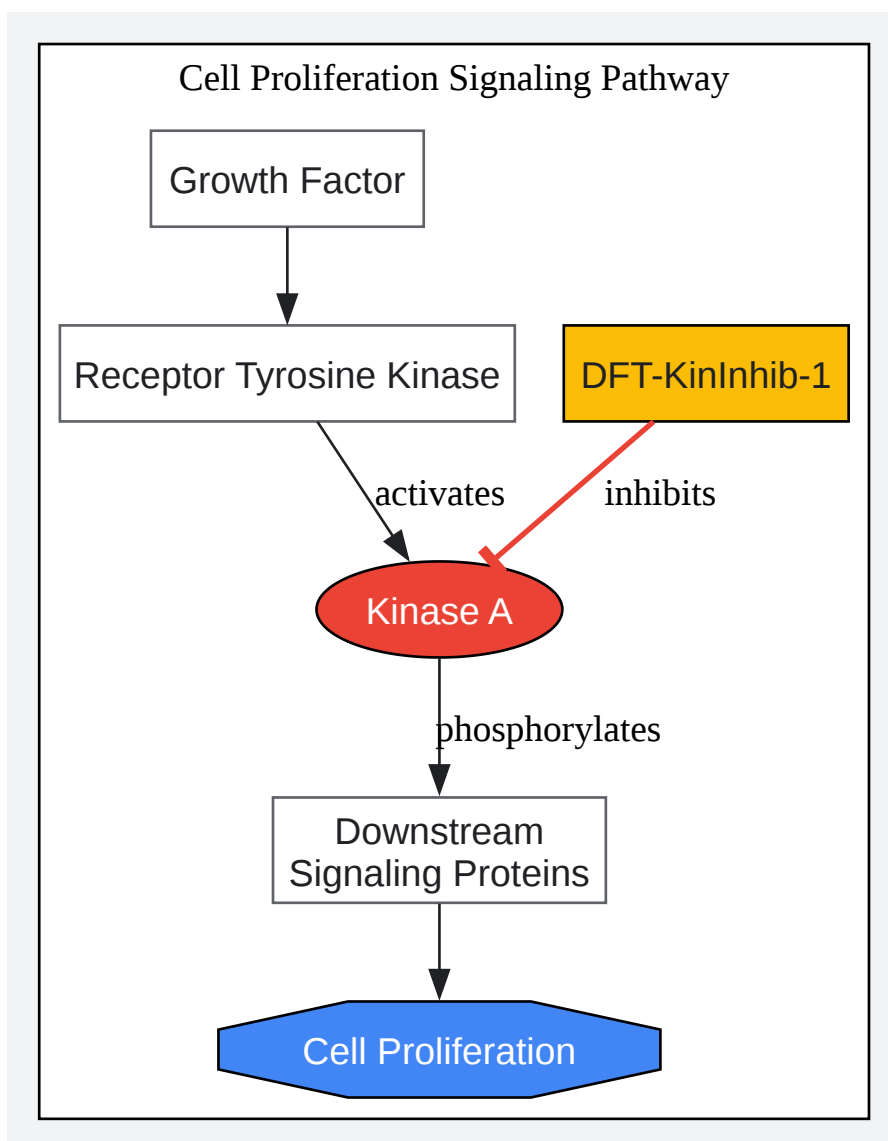 Cell Proliferation Signaling Pathway
Growth Factor
Receptor Tyrosine Kinase
DFT-KinInhib-1
activates
inhibits
Kinase A
phosphorylates
Downstream
Signaling Proteins
Cell Proliferation